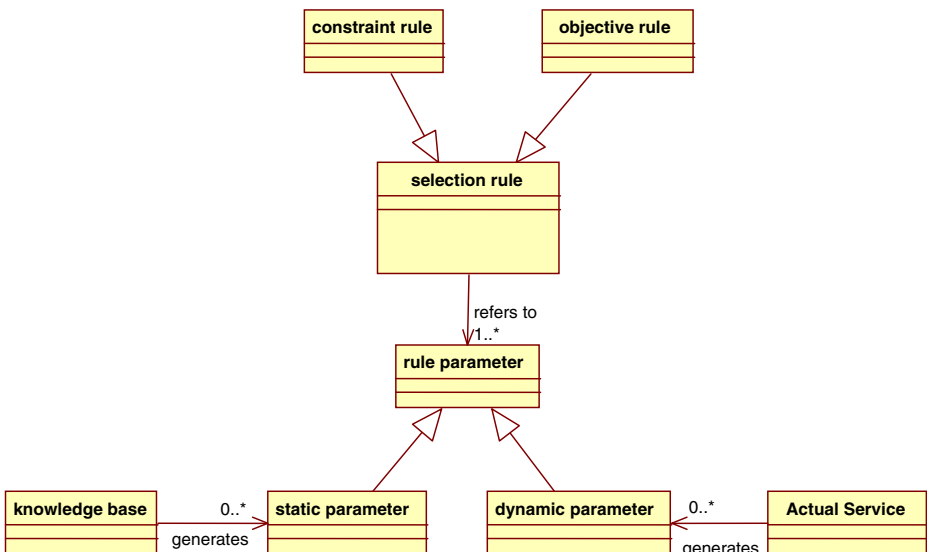 constraint rule
objective rule
selection rule
refers to
1..*
rule parameter
knowledge base
0..*
generates
static parameter
dynamic parameter
0..*
generates
Actual Service